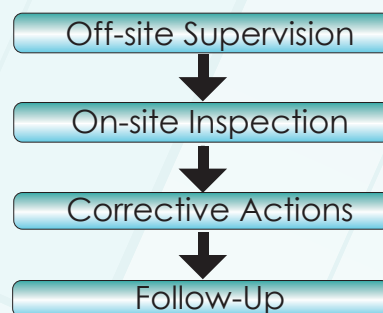 Off-site Supervision
On-site Inspection
Corrective Actions
Follow-Up